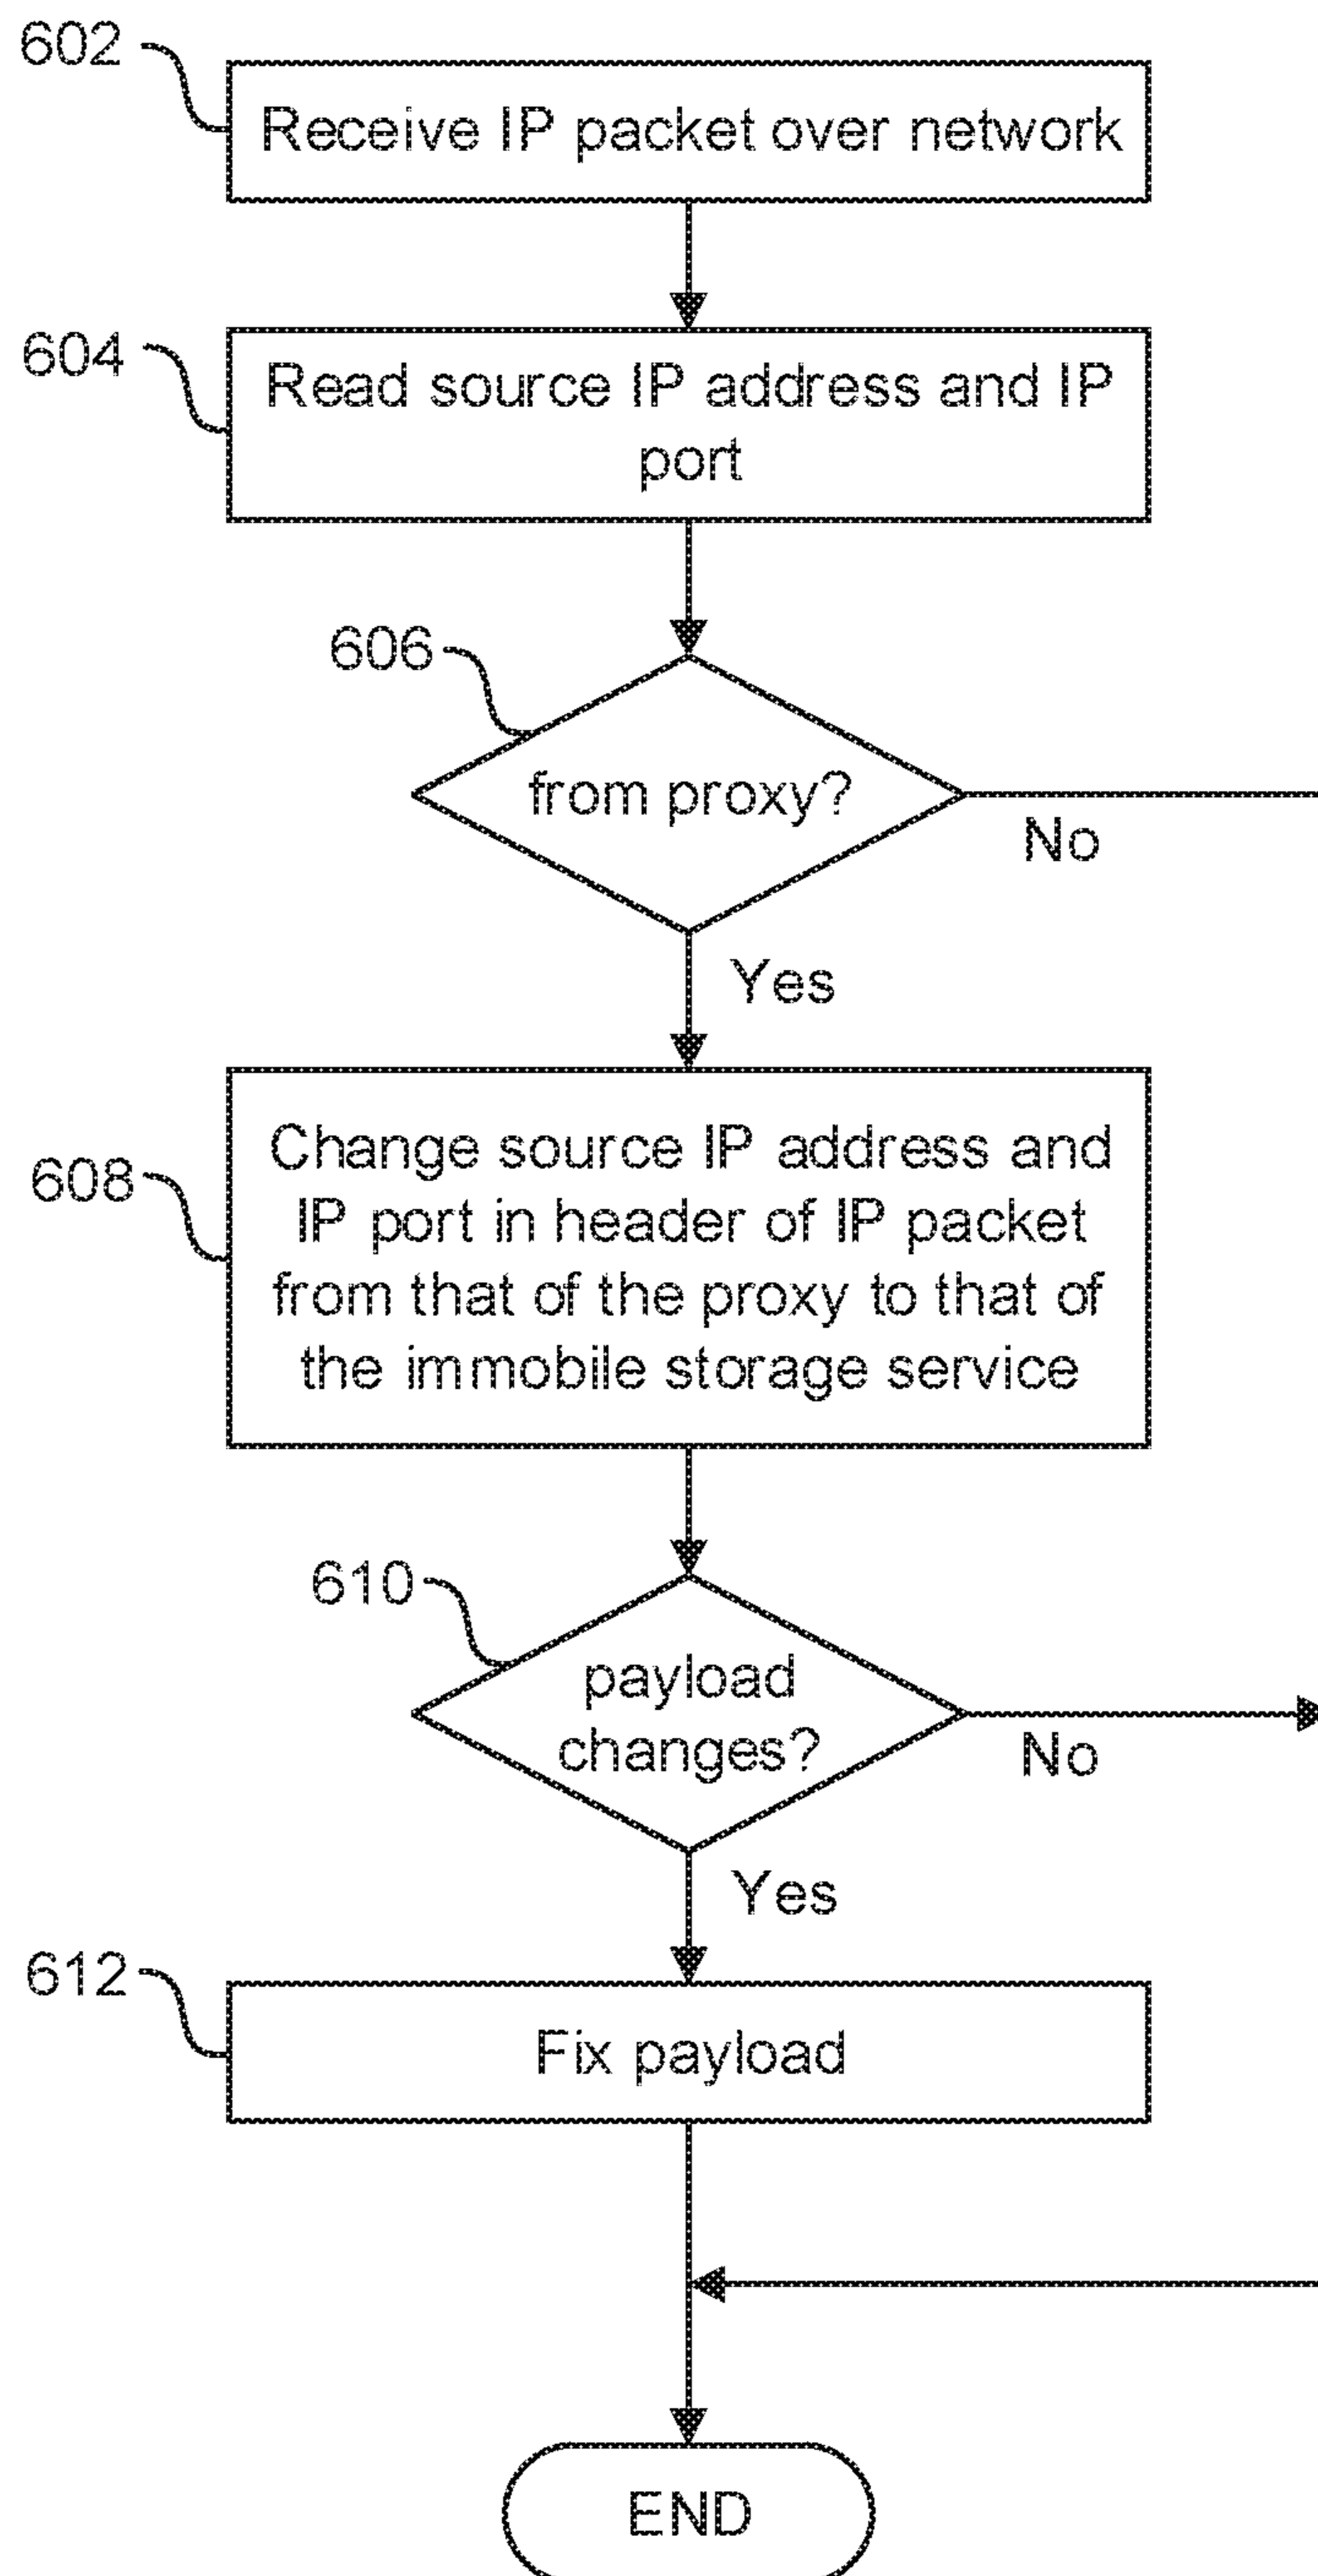 602
Receive IP packet over network
604
Read source IP address and IP
port
606
from proxy?
No
Yes
608
Change source IP address and
IP port in header of IP packet
from that of the proxy to that of
the immobile storage service
610
payload
changes?
No
Yes
612
Fix payload
END